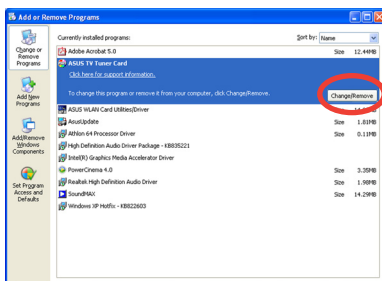 Add or Remove Programs
Change or
Remove
Programs
Add New
Programs
Add/Remove
Windows
Components
Set Program
Access and
Defaults
Currently installed programs:
Sort by: Name
Adobe Acrobat 5.0 Size 12.44MB
ASUS TV Tuner Card
Click here for support information.
To change this program or remove it from your computer, click Change/Remove.
Change/Remove
ASUS WLAN Card Utilities/Driver
AsusUpdate Size 1.81MB
Athlon 64 Processor Driver Size 0.11MB
High Definition Audio Driver Package - KB835221
Intel(R) Graphics Media Accelerator Driver
PowerCinema 4.0 Size 3.35MB
Realtek High Definition Audio Driver Size 1.98MB
SoundMAX Size 14.29MB
Windows XP Hotfix - KB822603